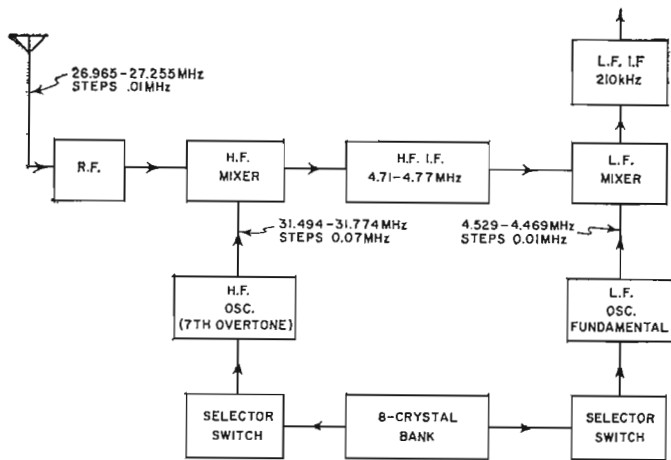 26.965-27.255MHz
STEPS .01MHz
L.F. I.F
210kHz
R.F.
H.F.
MIXER
H.F. I.F.
4.71-4.77MHz
L.F.
MIXER
31.494-31.774MHz
STEPS 0.07MHz
4.529-4.469MHz
STEPS 0.01MHz
H.F.
OSC.
(7TH OVERTONE)
L.F.
OSC.
FUNDAMENTAL
SELECTOR
SWITCH
8-CRYSTAL
BANK
SELECTOR
SWITCH